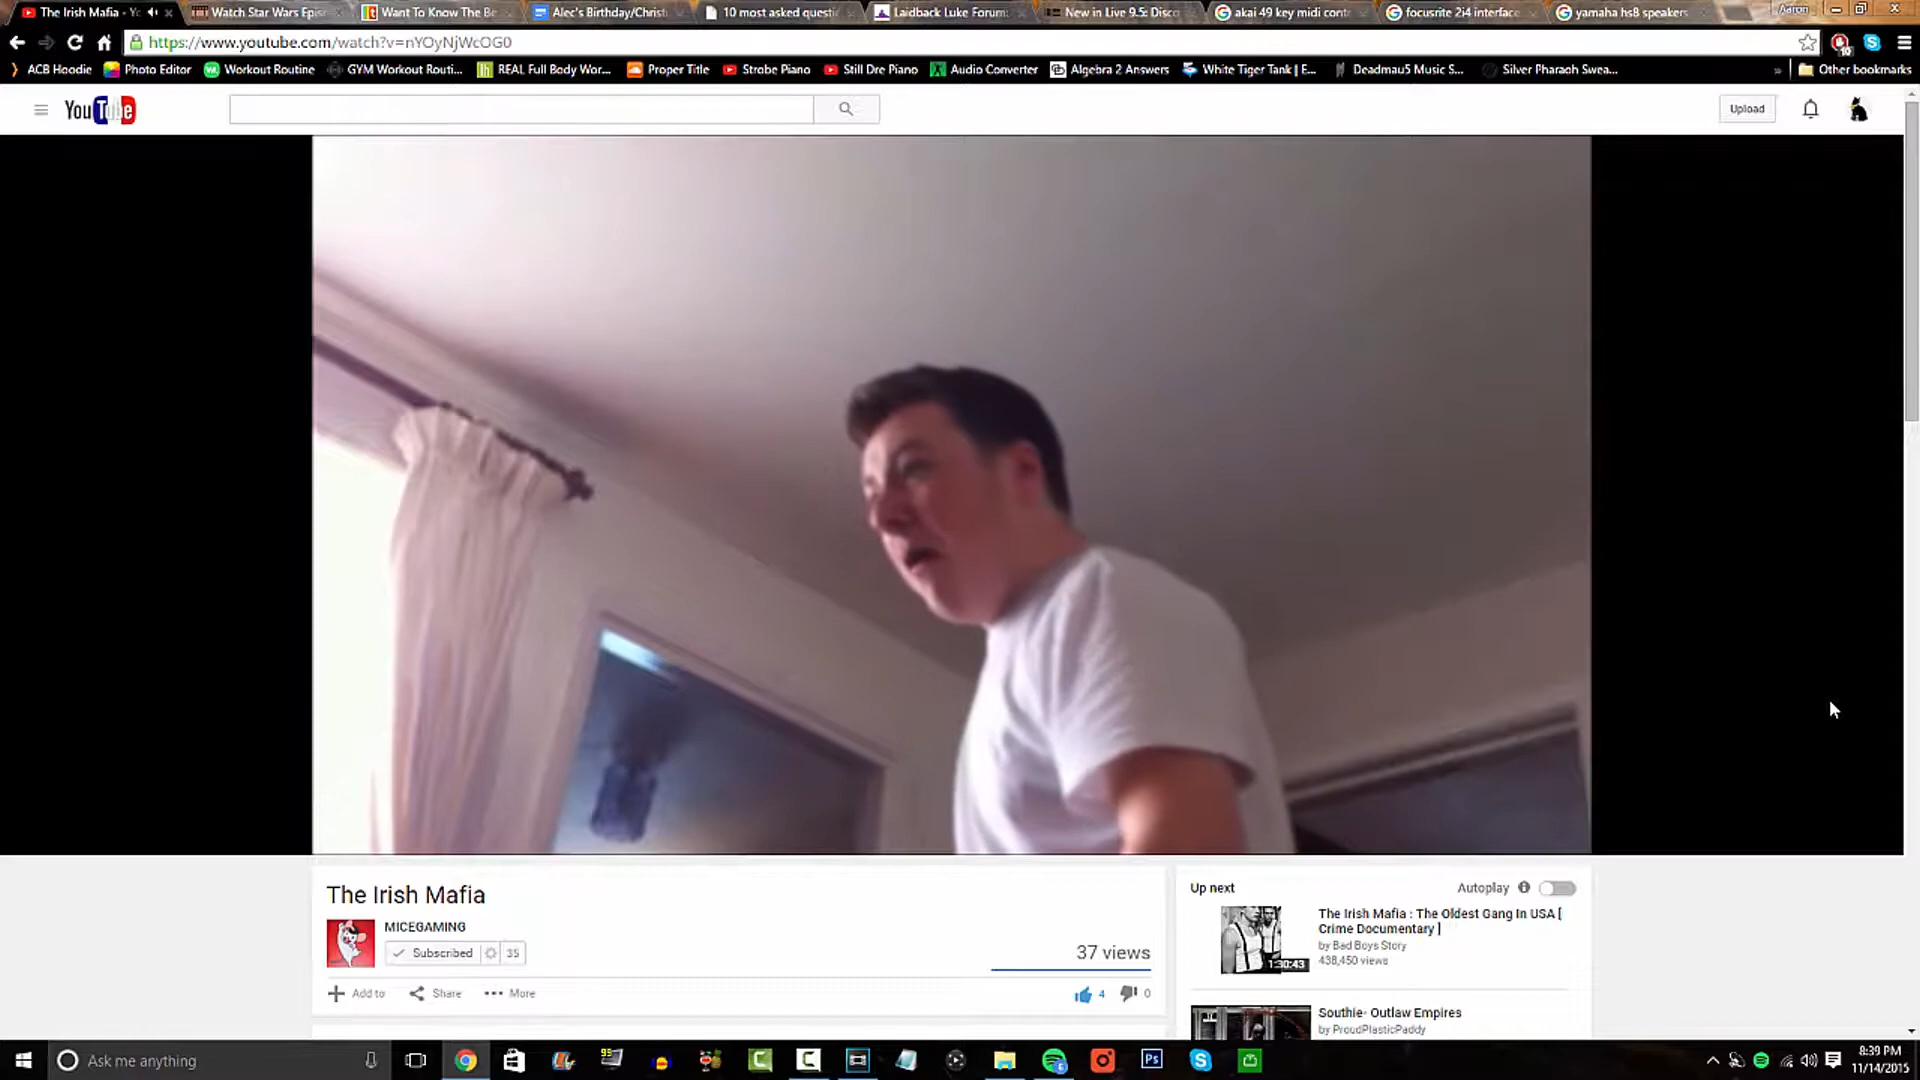 The Irish Mafia - Yo
Watch Star Wars Epis
Want To Know The Be
Alec's Birthday/Christ
10 most asked questi
Laidback Luke Forum:
New in Live 9.5: Disco
akai 49 key midi cont
focusrite 2i4 interface
yamaha hs8 speakers
Aaron
https://www.youtube.com/watch?v=nYOyNjWcOG0
10
ACB Hoodie
Photo Editor
Workout Routine
GYM Workout Routi...
REAL Full Body Wor...
Proper Title
Strobe Piano
Still Dre Piano
Audio Converter
Algebra 2 Answers
White Tiger Tank | E...
Deadmau5 Music S...
Silver Pharaoh Swea...
» Other bookmarks
YouTube
Upload
The Irish Mafia
MICEGAMING
Subscribed 35
37 views
Add to
Share
More
4
0
Up next
Autoplay
The Irish Mafia : The Oldest Gang In USA [
Crime Documentary ]
by Bad Boys Story
438,450 views
1:30:43
Southie- Outlaw Empires
by ProudPlasticPaddy
Ask me anything
95
Ps
8:39 PM
11/14/2015